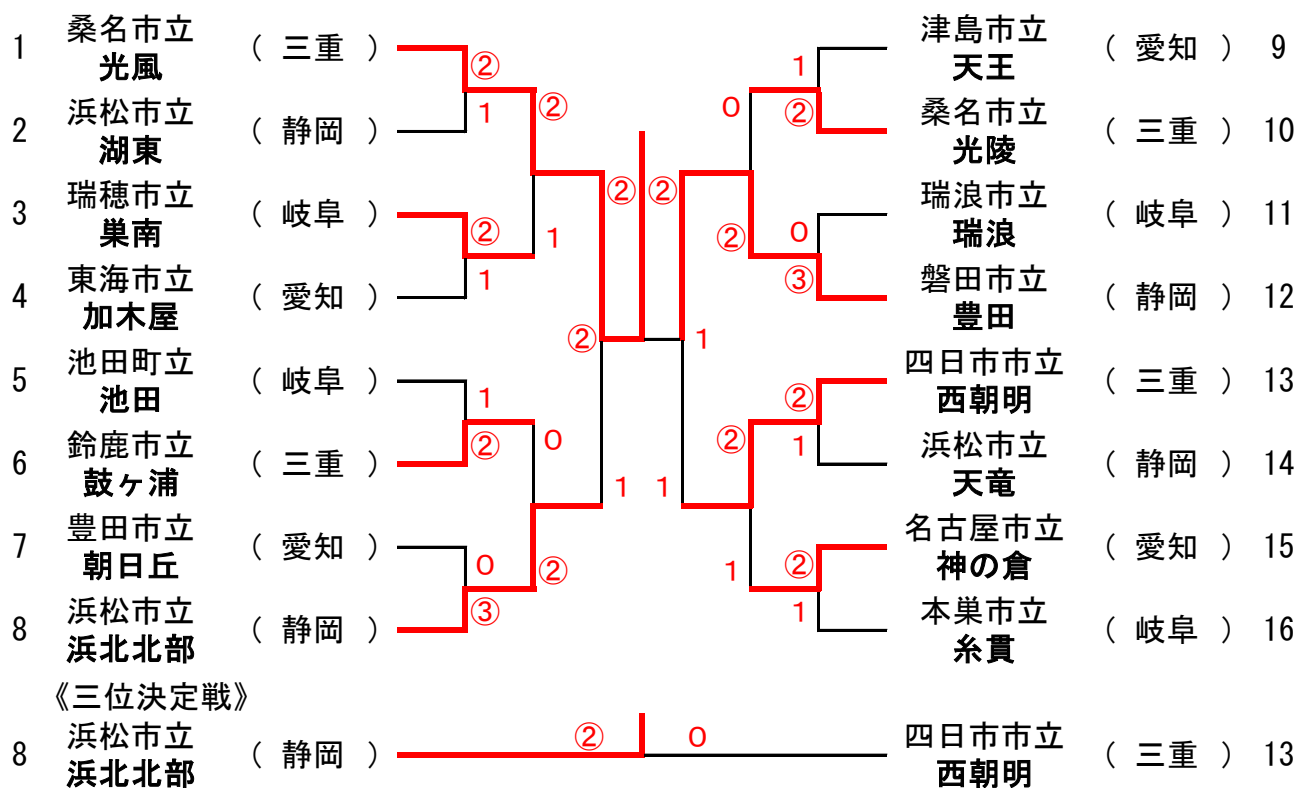 1 桑名市立 光風 ( 三重 )
2 浜松市立 湖東 ( 静岡 )
3 瑞穂市立 巣南 ( 岐阜 )
4 東海市立 加木屋 ( 愛知 )
5 池田町立 池田 ( 岐阜 )
6 鈴鹿市立 鼓ヶ浦 ( 三重 )
7 豊田市立 朝日丘 ( 愛知 )
8 浜松市立 浜北北部 ( 静岡 )
② 1
②
② 1
1
② ②
1 ②
0
0 ③
②
1
② ②
1
1
1 ②
0
0 ③
②
② 1
②
② 1
1
津島市立 天王 ( 愛知 ) 9
桑名市立 光陵 ( 三重 ) 10
瑞浪市立 瑞浪 ( 岐阜 ) 11
磐田市立 豊田 ( 静岡 ) 12
四日市市立 西朝明 ( 三重 ) 13
浜松市立 天竜 ( 静岡 ) 14
名古屋市立 神の倉 ( 愛知 ) 15
本巣市立 糸貫 ( 岐阜 ) 16
《三位決定戦》
8 浜松市立 浜北北部 ( 静岡 ) ② 0 四日市市立 西朝明 ( 三重 ) 13